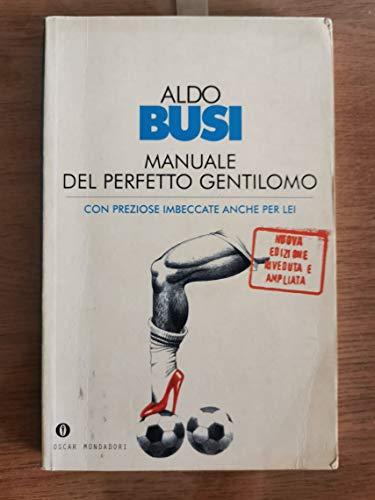 ALDO
BUSI
MANUALE
DEL PERFETTO GENTILOMO
CON PREZIOSE IMBECCATE ANCHE PER LEI
NUOVA
EDIZIONE
RIVEDUTA E
AMPLIATA
OSCAR MONDADORI